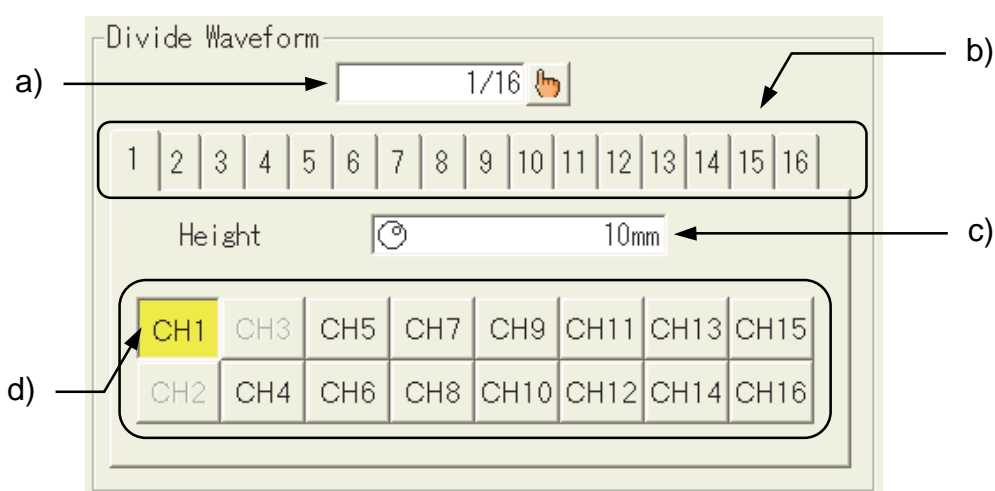 Divide Waveform
a) 1/16 b)
1 2 3 4 5 6 7 8 9 10 11 12 13 14 15 16
Height 10mm c)
CH1 CH3 CH5 CH7 CH9 CH11 CH13 CH15
d) CH2 CH4 CH6 CH8 CH10 CH12 CH14 CH16